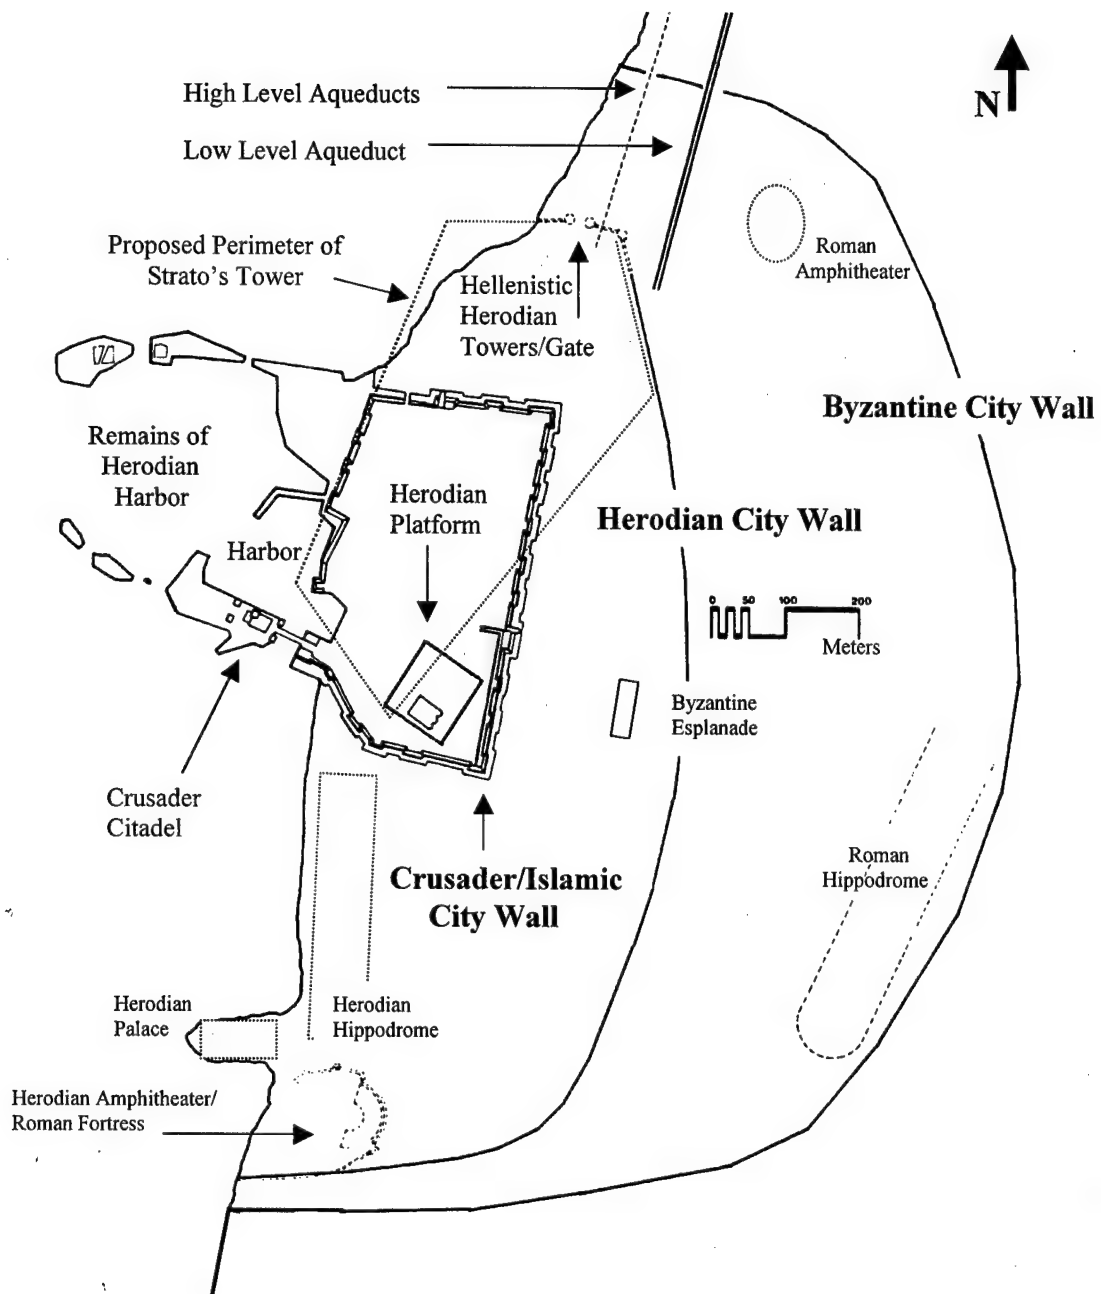 High Level Aqueducts
Low Level Aqueduct
N
Proposed Perimeter of
Strato's Tower
Hellenistic
Herodian
Towers/Gate
Roman
Amphitheater
Byzantine City Wall
Remains of
Herodian
Harbor
Herodian
Platform
Harbor
Herodian City Wall
0 50 100 200
Meters
Byzantine
Esplanade
Crusader
Citadel
Crusader/Islamic
City Wall
Roman
Hippodrome
Herodian
Palace
Herodian
Hippodrome
Herodian Amphitheater/
Roman Fortress